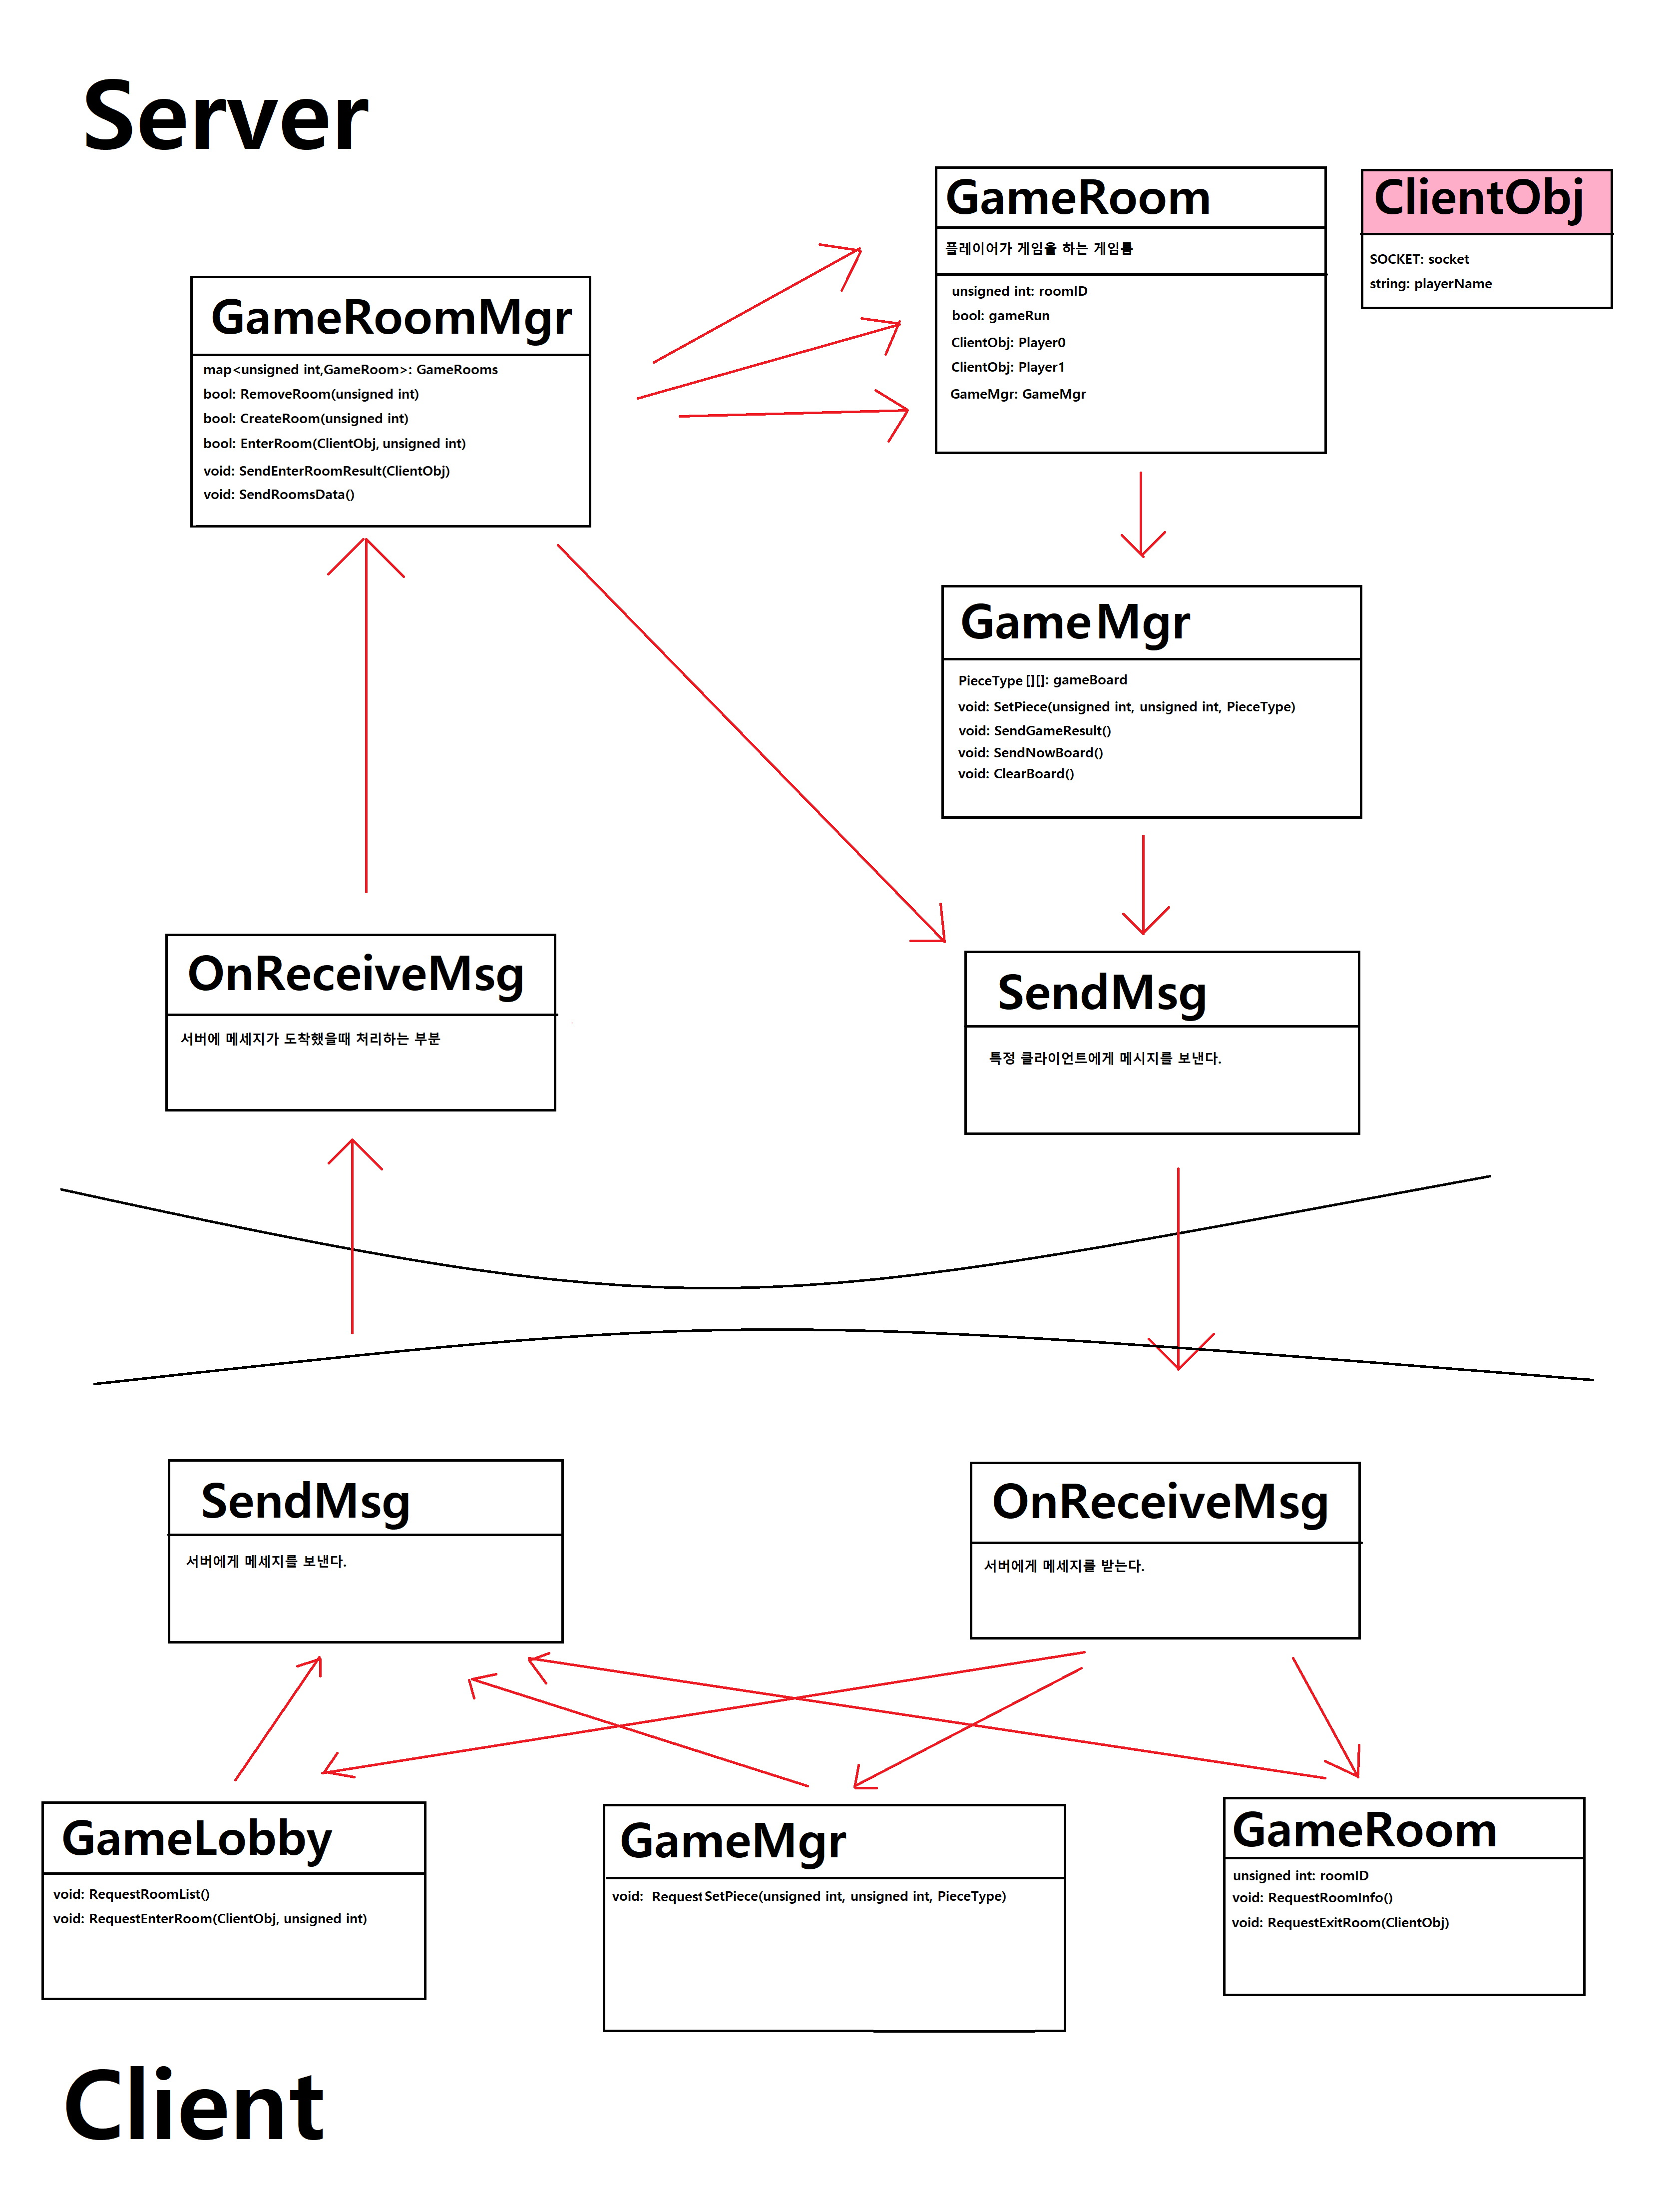 Server
GameRoom
플레이어가 게임을 하는 게임룸
unsigned int: roomID
bool: gameRun
ClientObj: Player0
ClientObj: Player1
GameMgr: GameMgr
ClientObj
SOCKET: socket
string: playerName
GameRoomMgr
map<unsigned int,GameRoom>: GameRooms
bool: RemoveRoom(unsigned int)
bool: CreateRoom(unsigned int)
bool: EnterRoom(ClientObj, unsigned int)
void: SendEnterRoomResult(ClientObj)
void: SendRoomsData()
GameMgr
PieceType [][]: gameBoard
void: SetPiece(unsigned int, unsigned int, PieceType)
void: SendGameResult()
void: SendNowBoard()
void: ClearBoard()
OnReceiveMsg
서버에 메세지가 도착했을때 처리하는 부분
SendMsg
특정 클라이언트에게 메시지를 보낸다.
SendMsg
서버에게 메세지를 보낸다.
OnReceiveMsg
서버에게 메세지를 받는다.
GameLobby
void: RequestRoomList()
void: RequestEnterRoom(ClientObj, unsigned int)
GameMgr
void: Request SetPiece(unsigned int, unsigned int, PieceType)
GameRoom
unsigned int: roomID
void: RequestRoomInfo()
void: RequestExitRoom(ClientObj)
Client